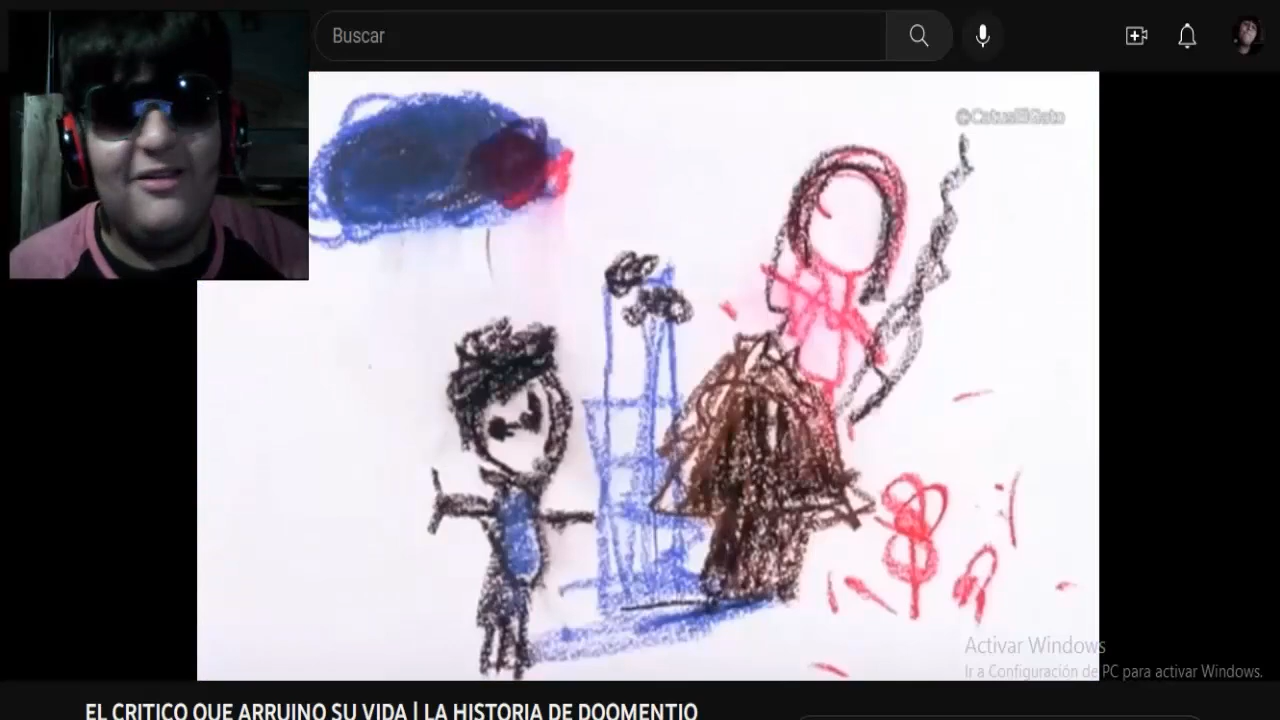 Buscar
@CatusElGato
Activar Windows
Ir a Configuración de PC para activar Windows.
EL CRITICO QUE ARRUINO SU VIDA | LA HISTORIA DE DOOMENTIO